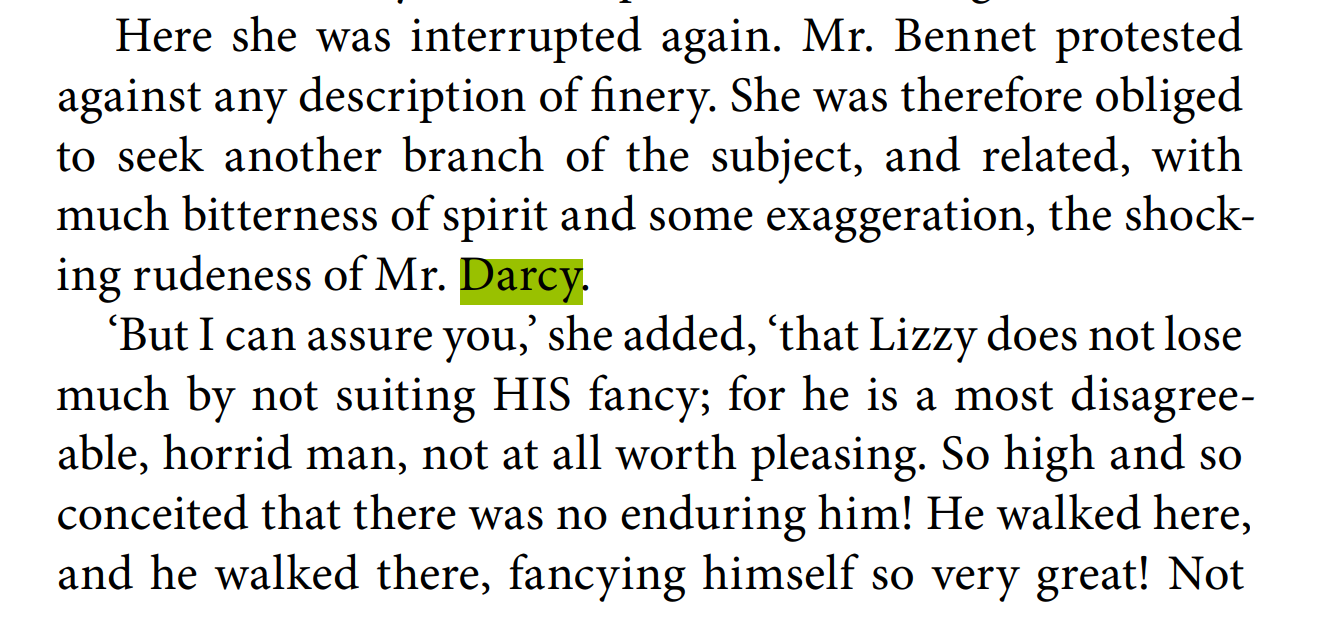 Here she was interrupted again. Mr. Bennet protested
against any description of finery. She was therefore obliged
to seek another branch of the subject, and related, with
much bitterness of spirit and some exaggeration, the shock-
ing rudeness of Mr. Darcy.
‘But I can assure you,’ she added, ‘that Lizzy does not lose
much by not suiting HIS fancy; for he is a most disagree-
able, horrid man, not at all worth pleasing. So high and so
conceited that there was no enduring him! He walked here,
and he walked there, fancying himself so very great! Not